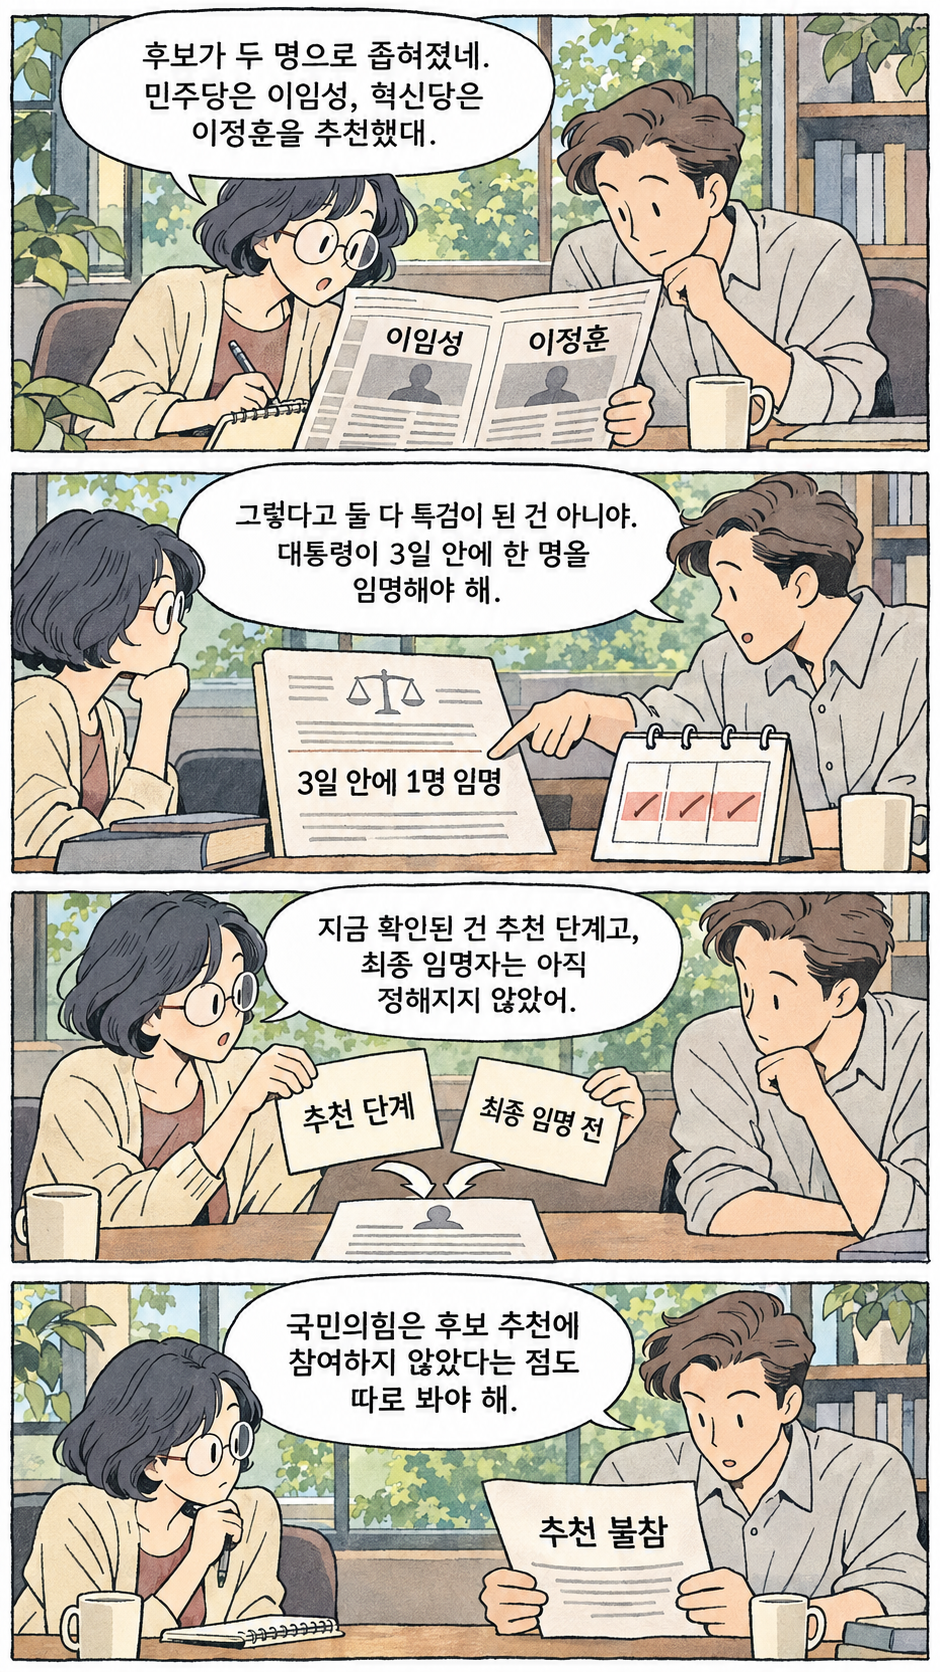 후보가 두 명으로 좁혀졌네.
민주당은 이임성, 혁신당은
이정훈을 추천했대.
이임성
이정훈
그렇다고 둘 다 특검이 된 건 아니야.
대통령이 3일 안에 한 명을
임명해야 해.
3일 안에 1명 임명
지금 확인된 건 추천 단계고,
최종 임명자는 아직
정해지지 않았어.
추천 단계
최종 임명 전
국민의힘은 후보 추천에
참여하지 않았다는 점도
따로 봐야 해.
추천 불참